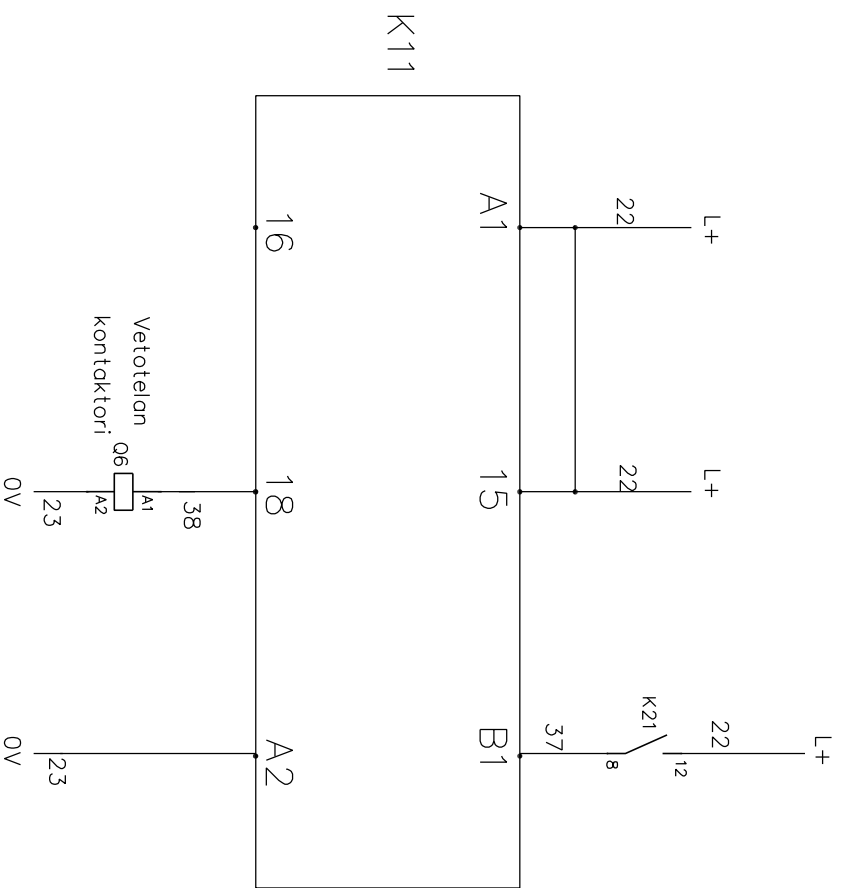 L+
22
L+
L+
12
K21
22
22
8
37
A1
15
B1
K11
16
18
A2
38
A1
Vetotelan
Q6
kontaktori
A2
23
23
0V
0V